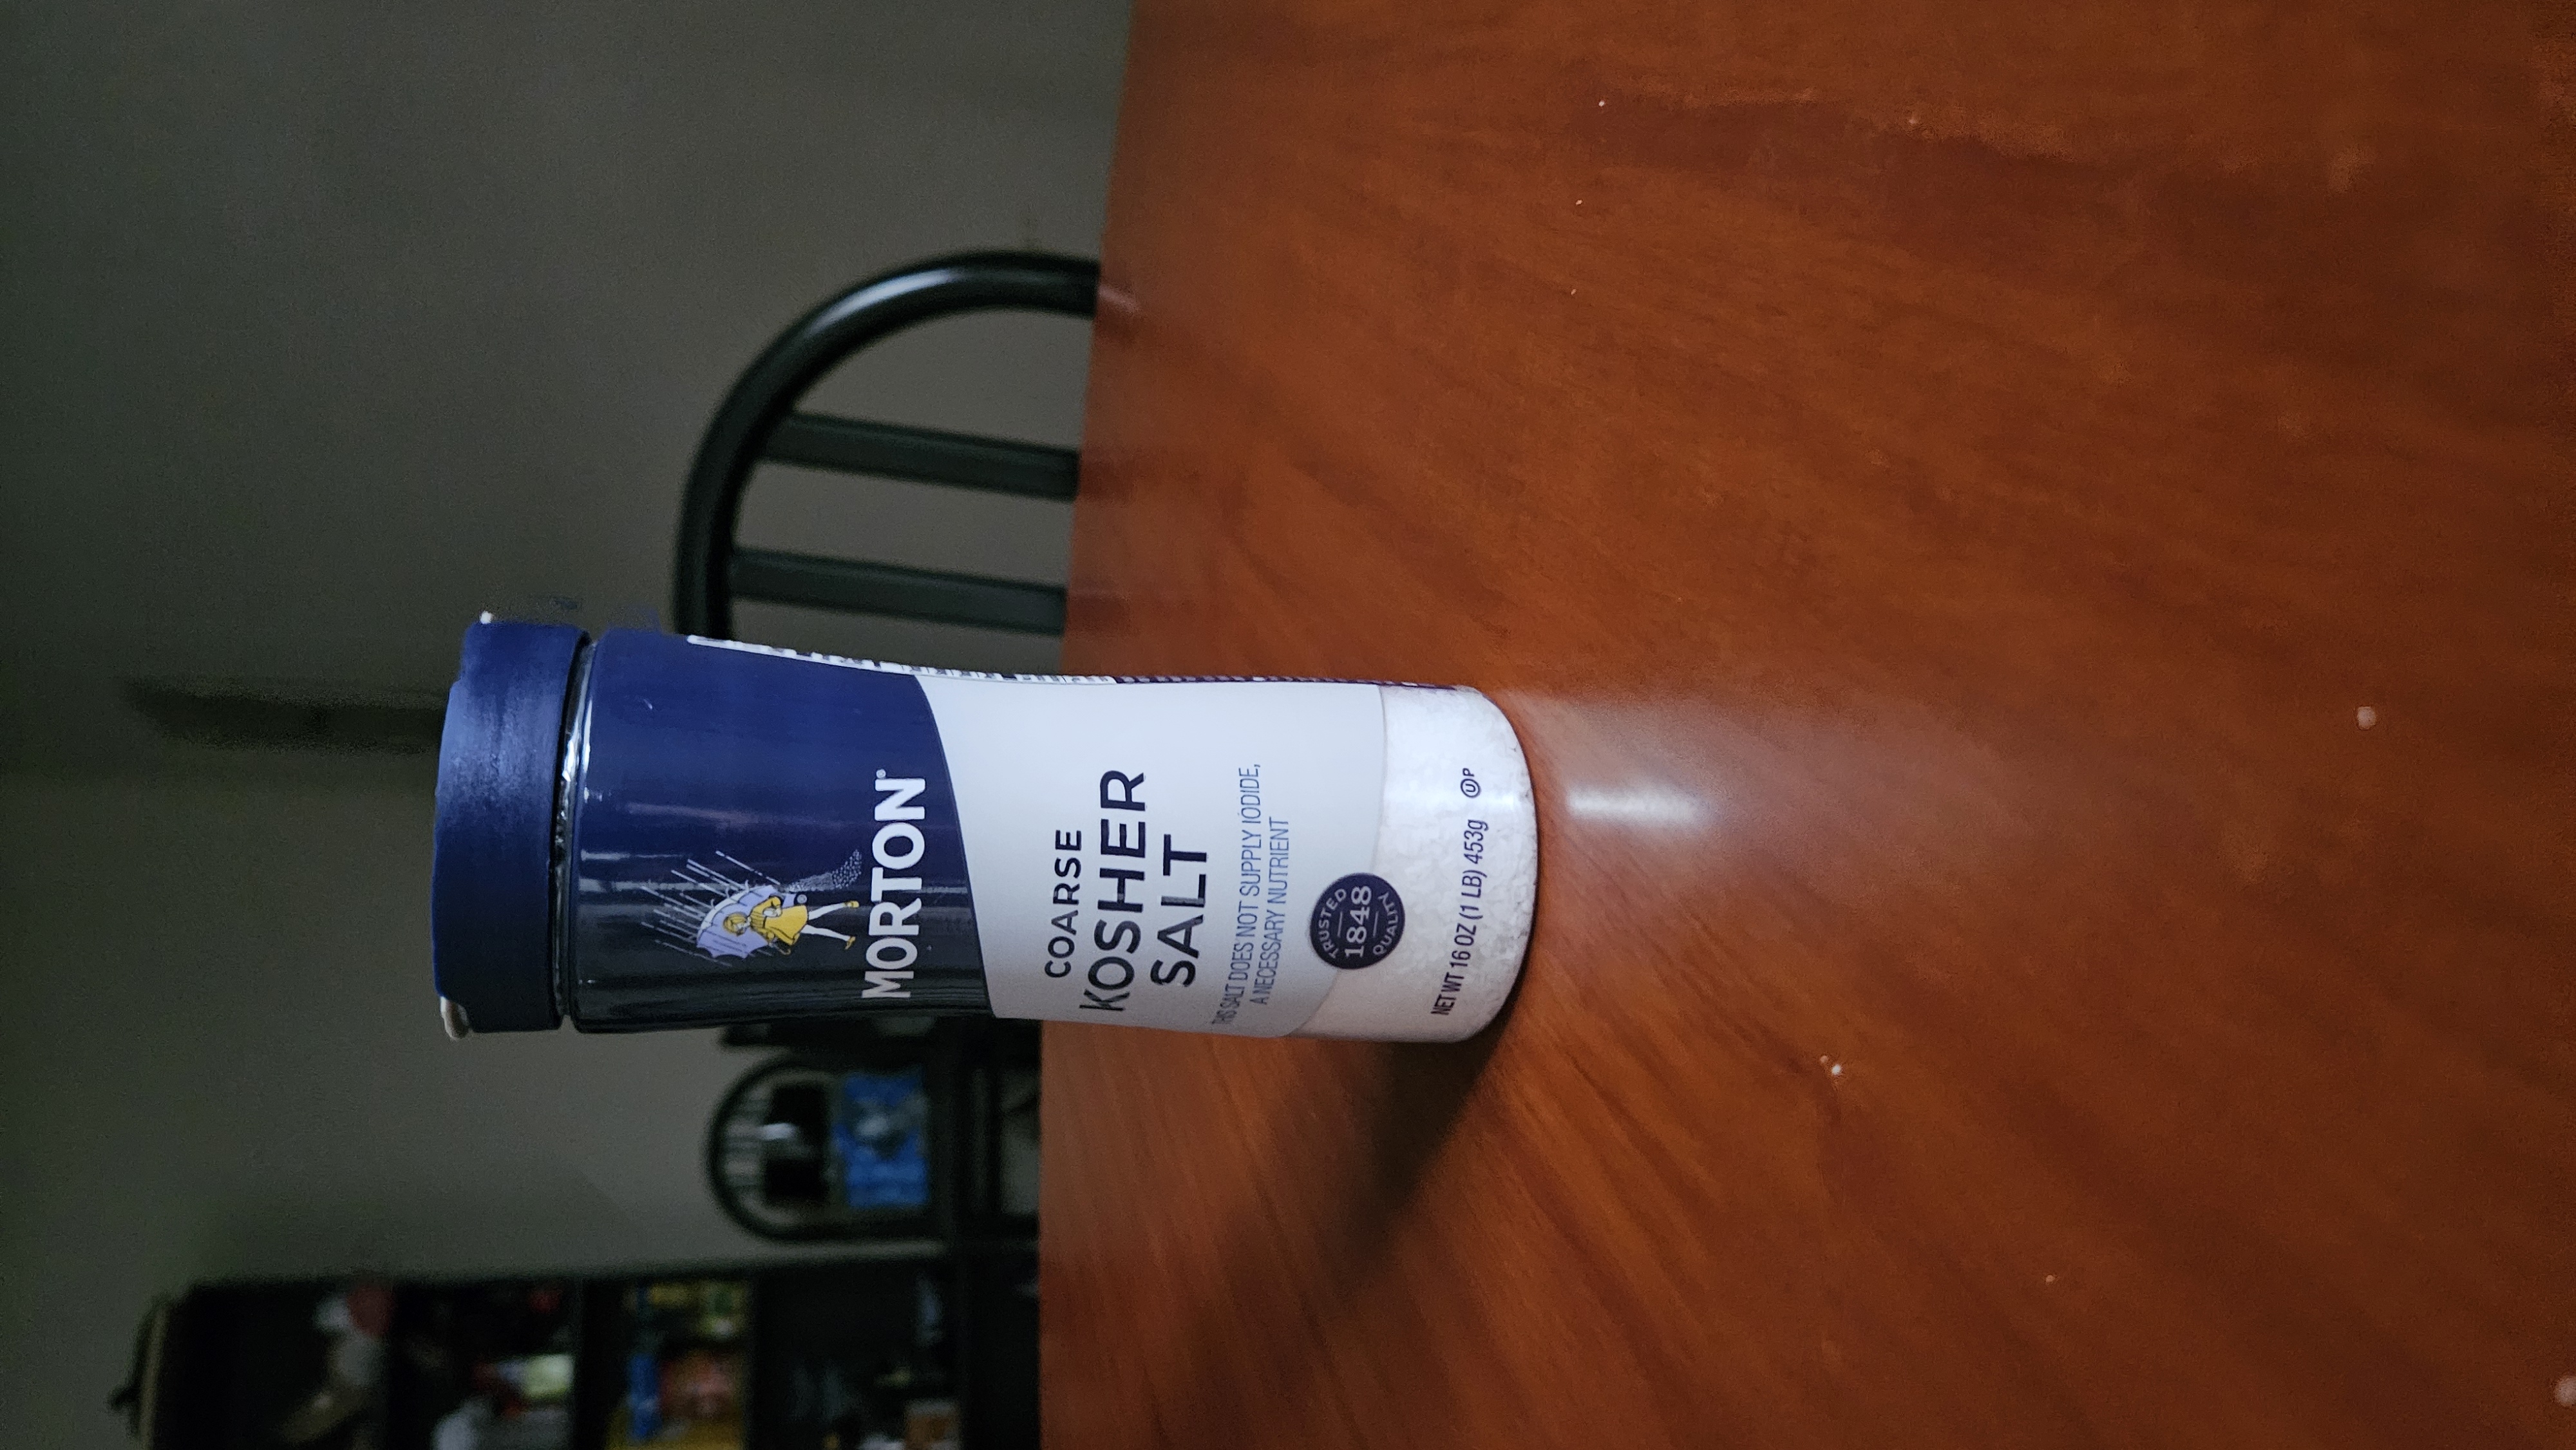 MORTON®
COARSE
KOSHER
SALT
THIS SALT DOES NOT SUPPLY IODIDE,
A NECESSARY NUTRIENT
TRUSTED
1848
QUALITY
NET WT 16 OZ (1 LB) 453g ⓊP